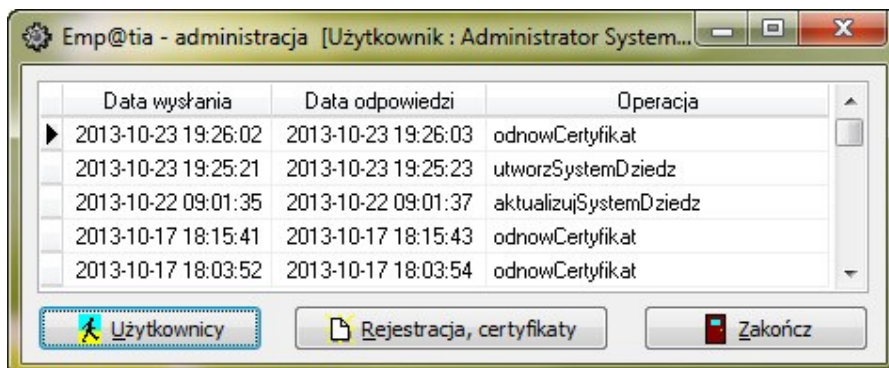 Emp@tia - administracja [Użytkownik : Administrator System...
Data wysłania Data odpowiedzi Operacja
2013-10-23 19:26:02 2013-10-23 19:26:03 odnowCertyfikat
2013-10-23 19:25:21 2013-10-23 19:25:23 utworzSystemDziedz
2013-10-22 09:01:35 2013-10-22 09:01:37 aktualizujSystemDziedz
2013-10-17 18:15:41 2013-10-17 18:15:43 odnowCertyfikat
2013-10-17 18:03:52 2013-10-17 18:03:54 odnowCertyfikat
Użytkownicy Rejestracja, certyfikaty Zakończ